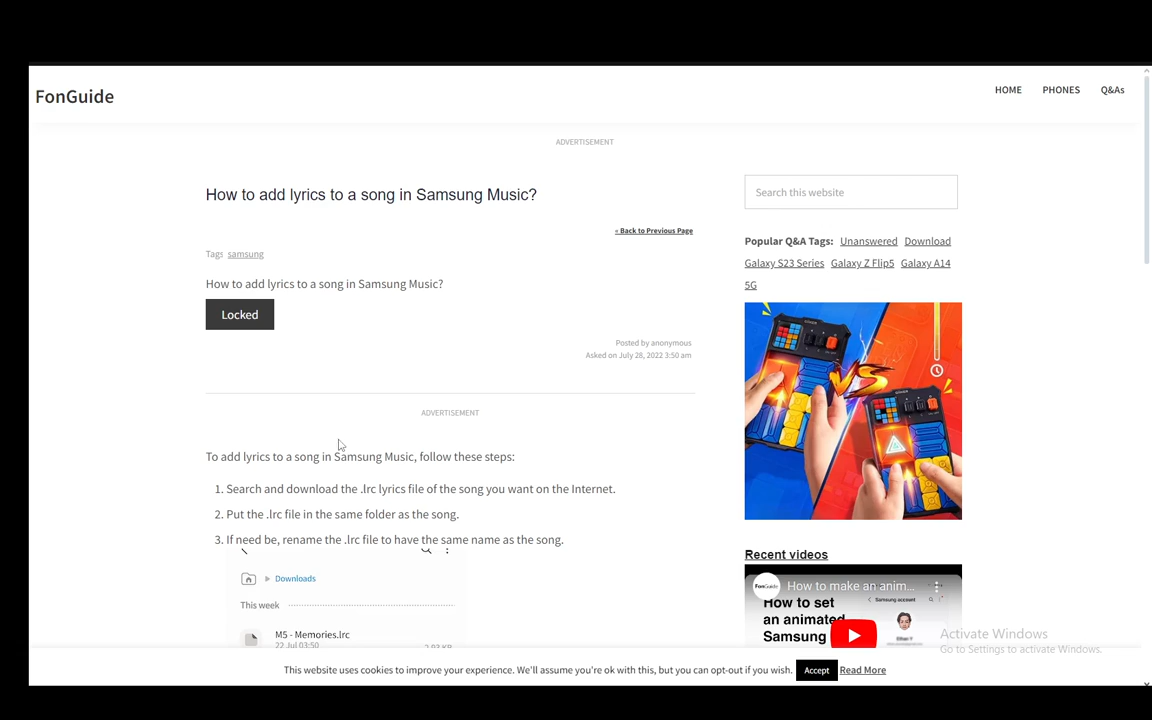 FonGuide
HOME PHONES Q&As
ADVERTISEMENT
How to add lyrics to a song in Samsung Music?
« Back to Previous Page
Tags samsung
How to add lyrics to a song in Samsung Music?
Locked
Posted by anonymous
Asked on July 28, 2022 3:50 am
ADVERTISEMENT
To add lyrics to a song in Samsung Music, follow these steps:
1. Search and download the .lrc lyrics file of the song you want on the Internet.
2. Put the .lrc file in the same folder as the song.
3. If need be, rename the .lrc file to have the same name as the song.
Downloads
This week
M5 - Memories.lrc
22 Jul 03:50
Search this website
Popular Q&A Tags: Unanswered Download
Galaxy S23 Series Galaxy Z Flip5 Galaxy A14
5G
VS
Recent videos
FonGuide
How to make an anim...
How to set
an animated
Samsung
Samsung account
Activate Windows
Go to Settings to activate Windows.
This website uses cookies to improve your experience. We'll assume you're ok with this, but you can opt-out if you wish. Accept Read More